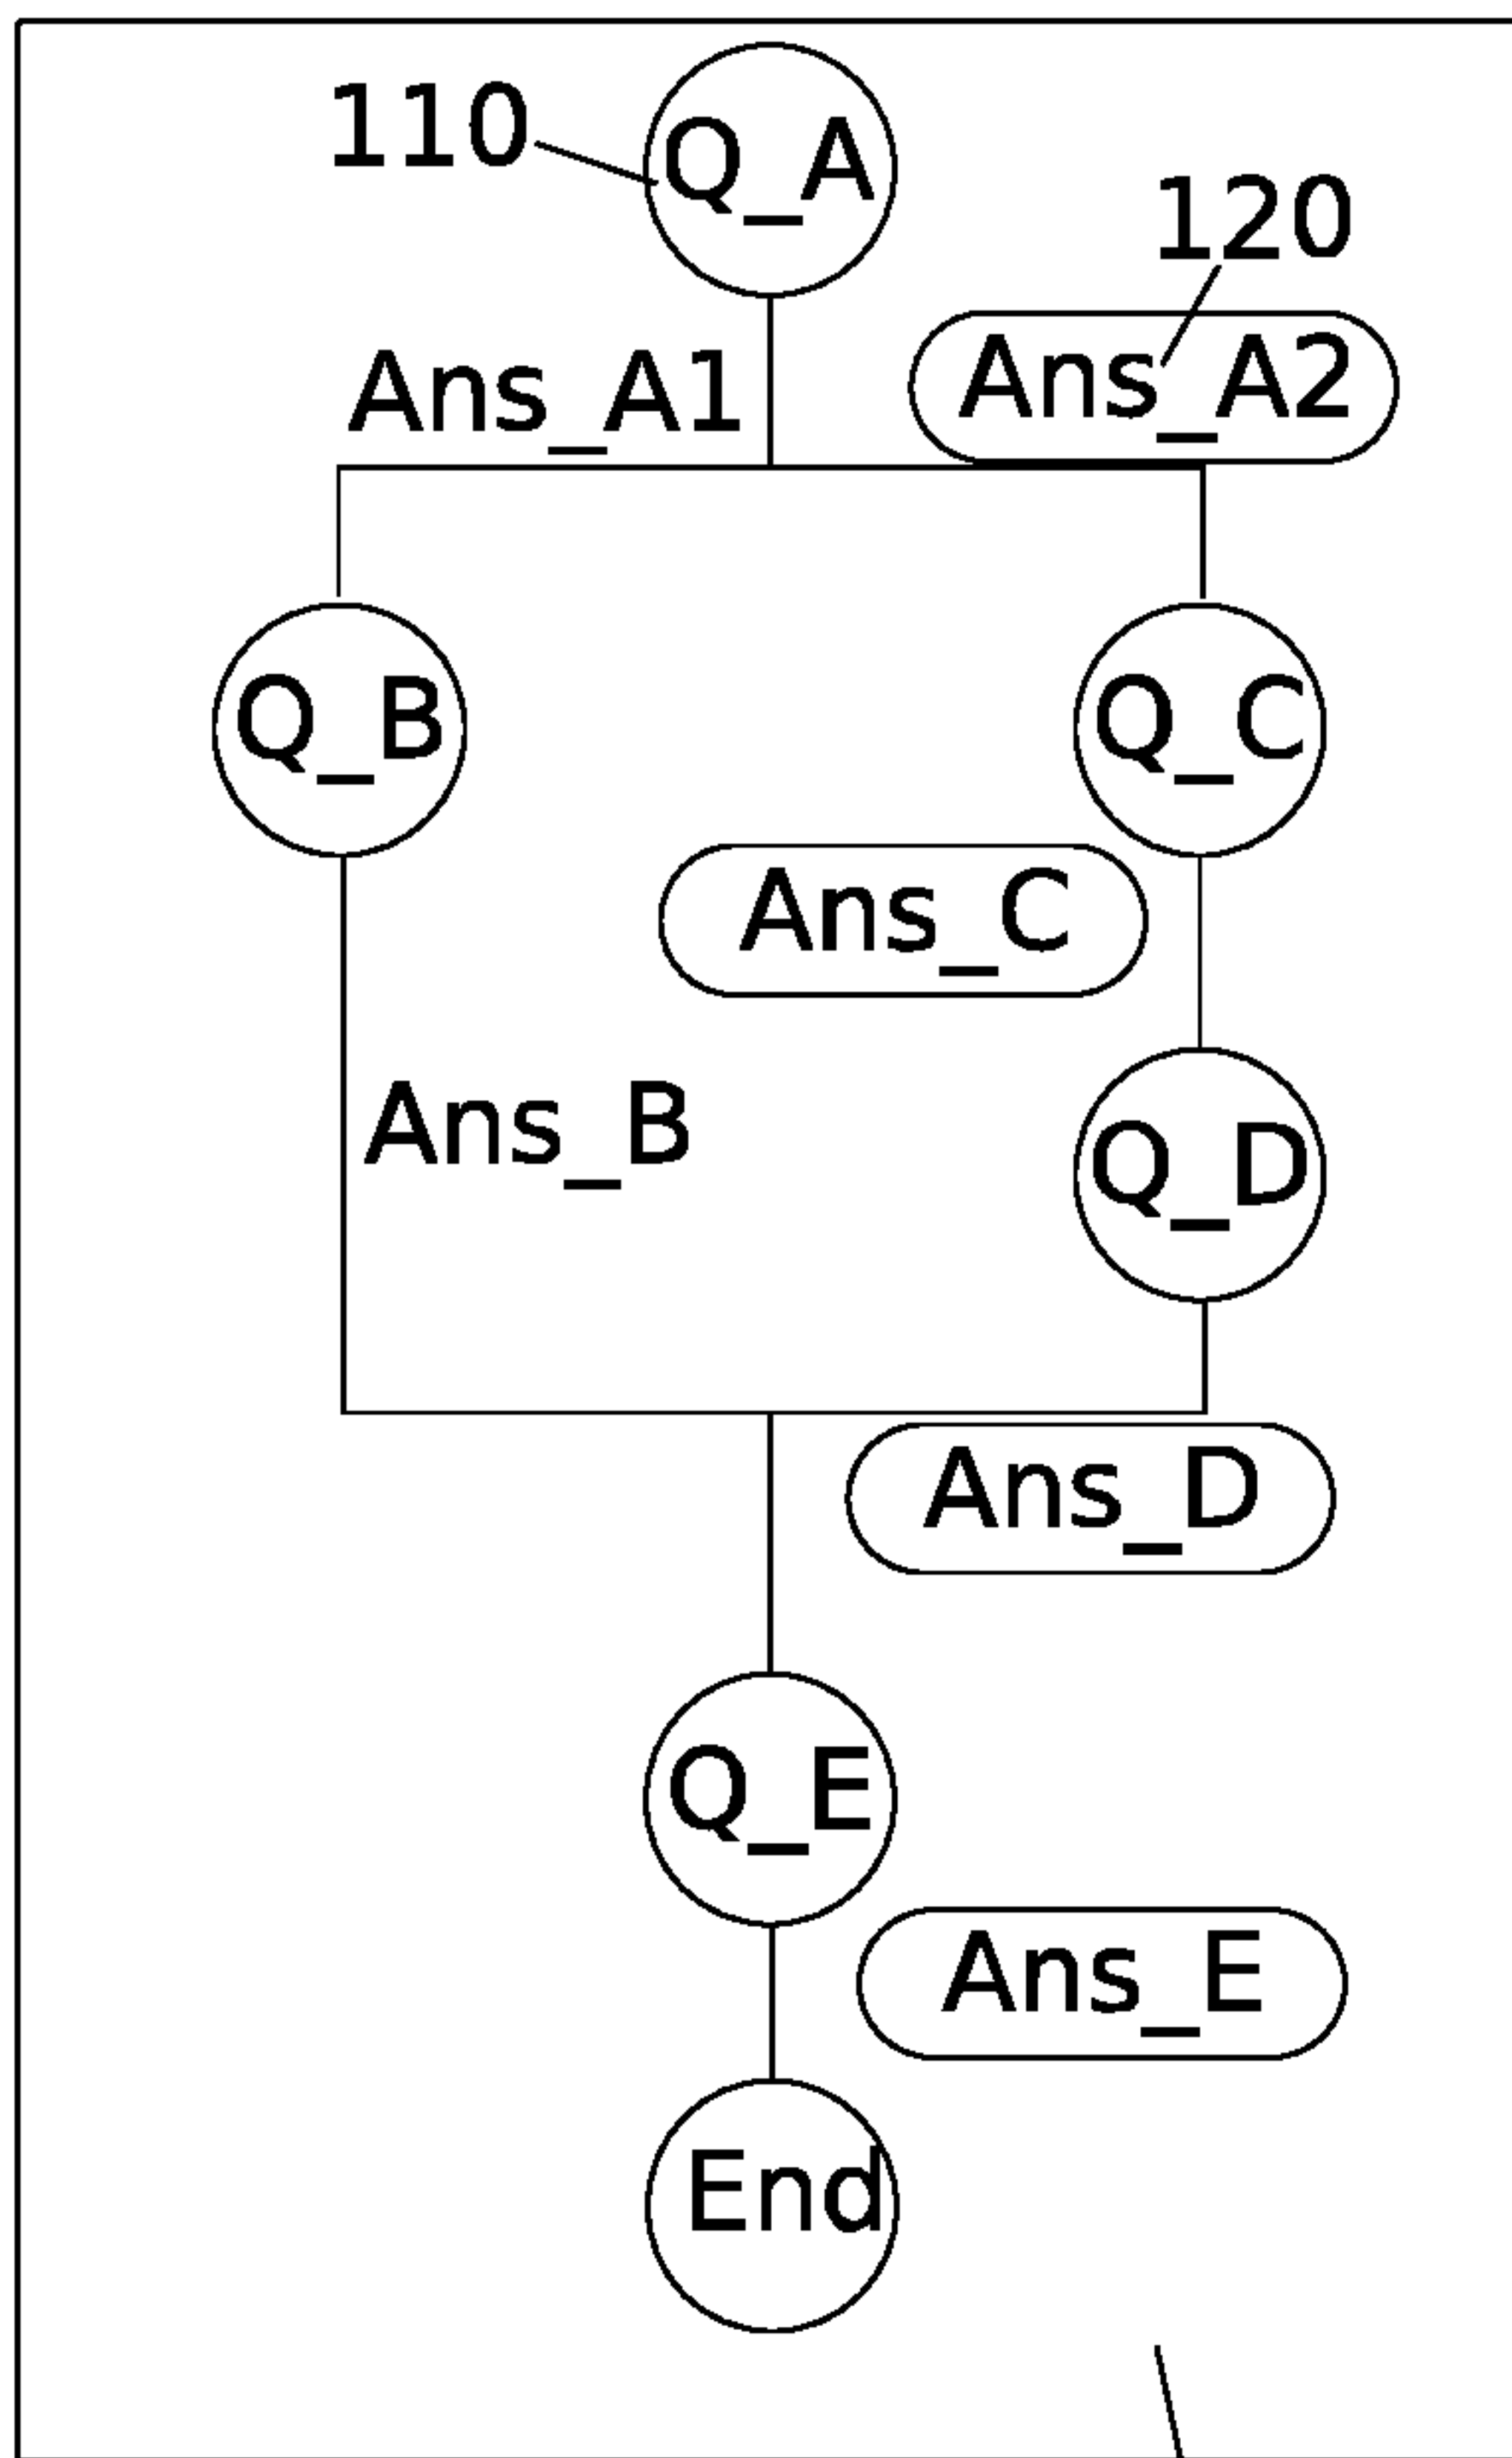 110
Q_A
120
Ans_A1
Ans_A2
Q_B
Q_C
Ans_C
Ans_B
Q_D
Ans_D
Q_E
Ans_E
End